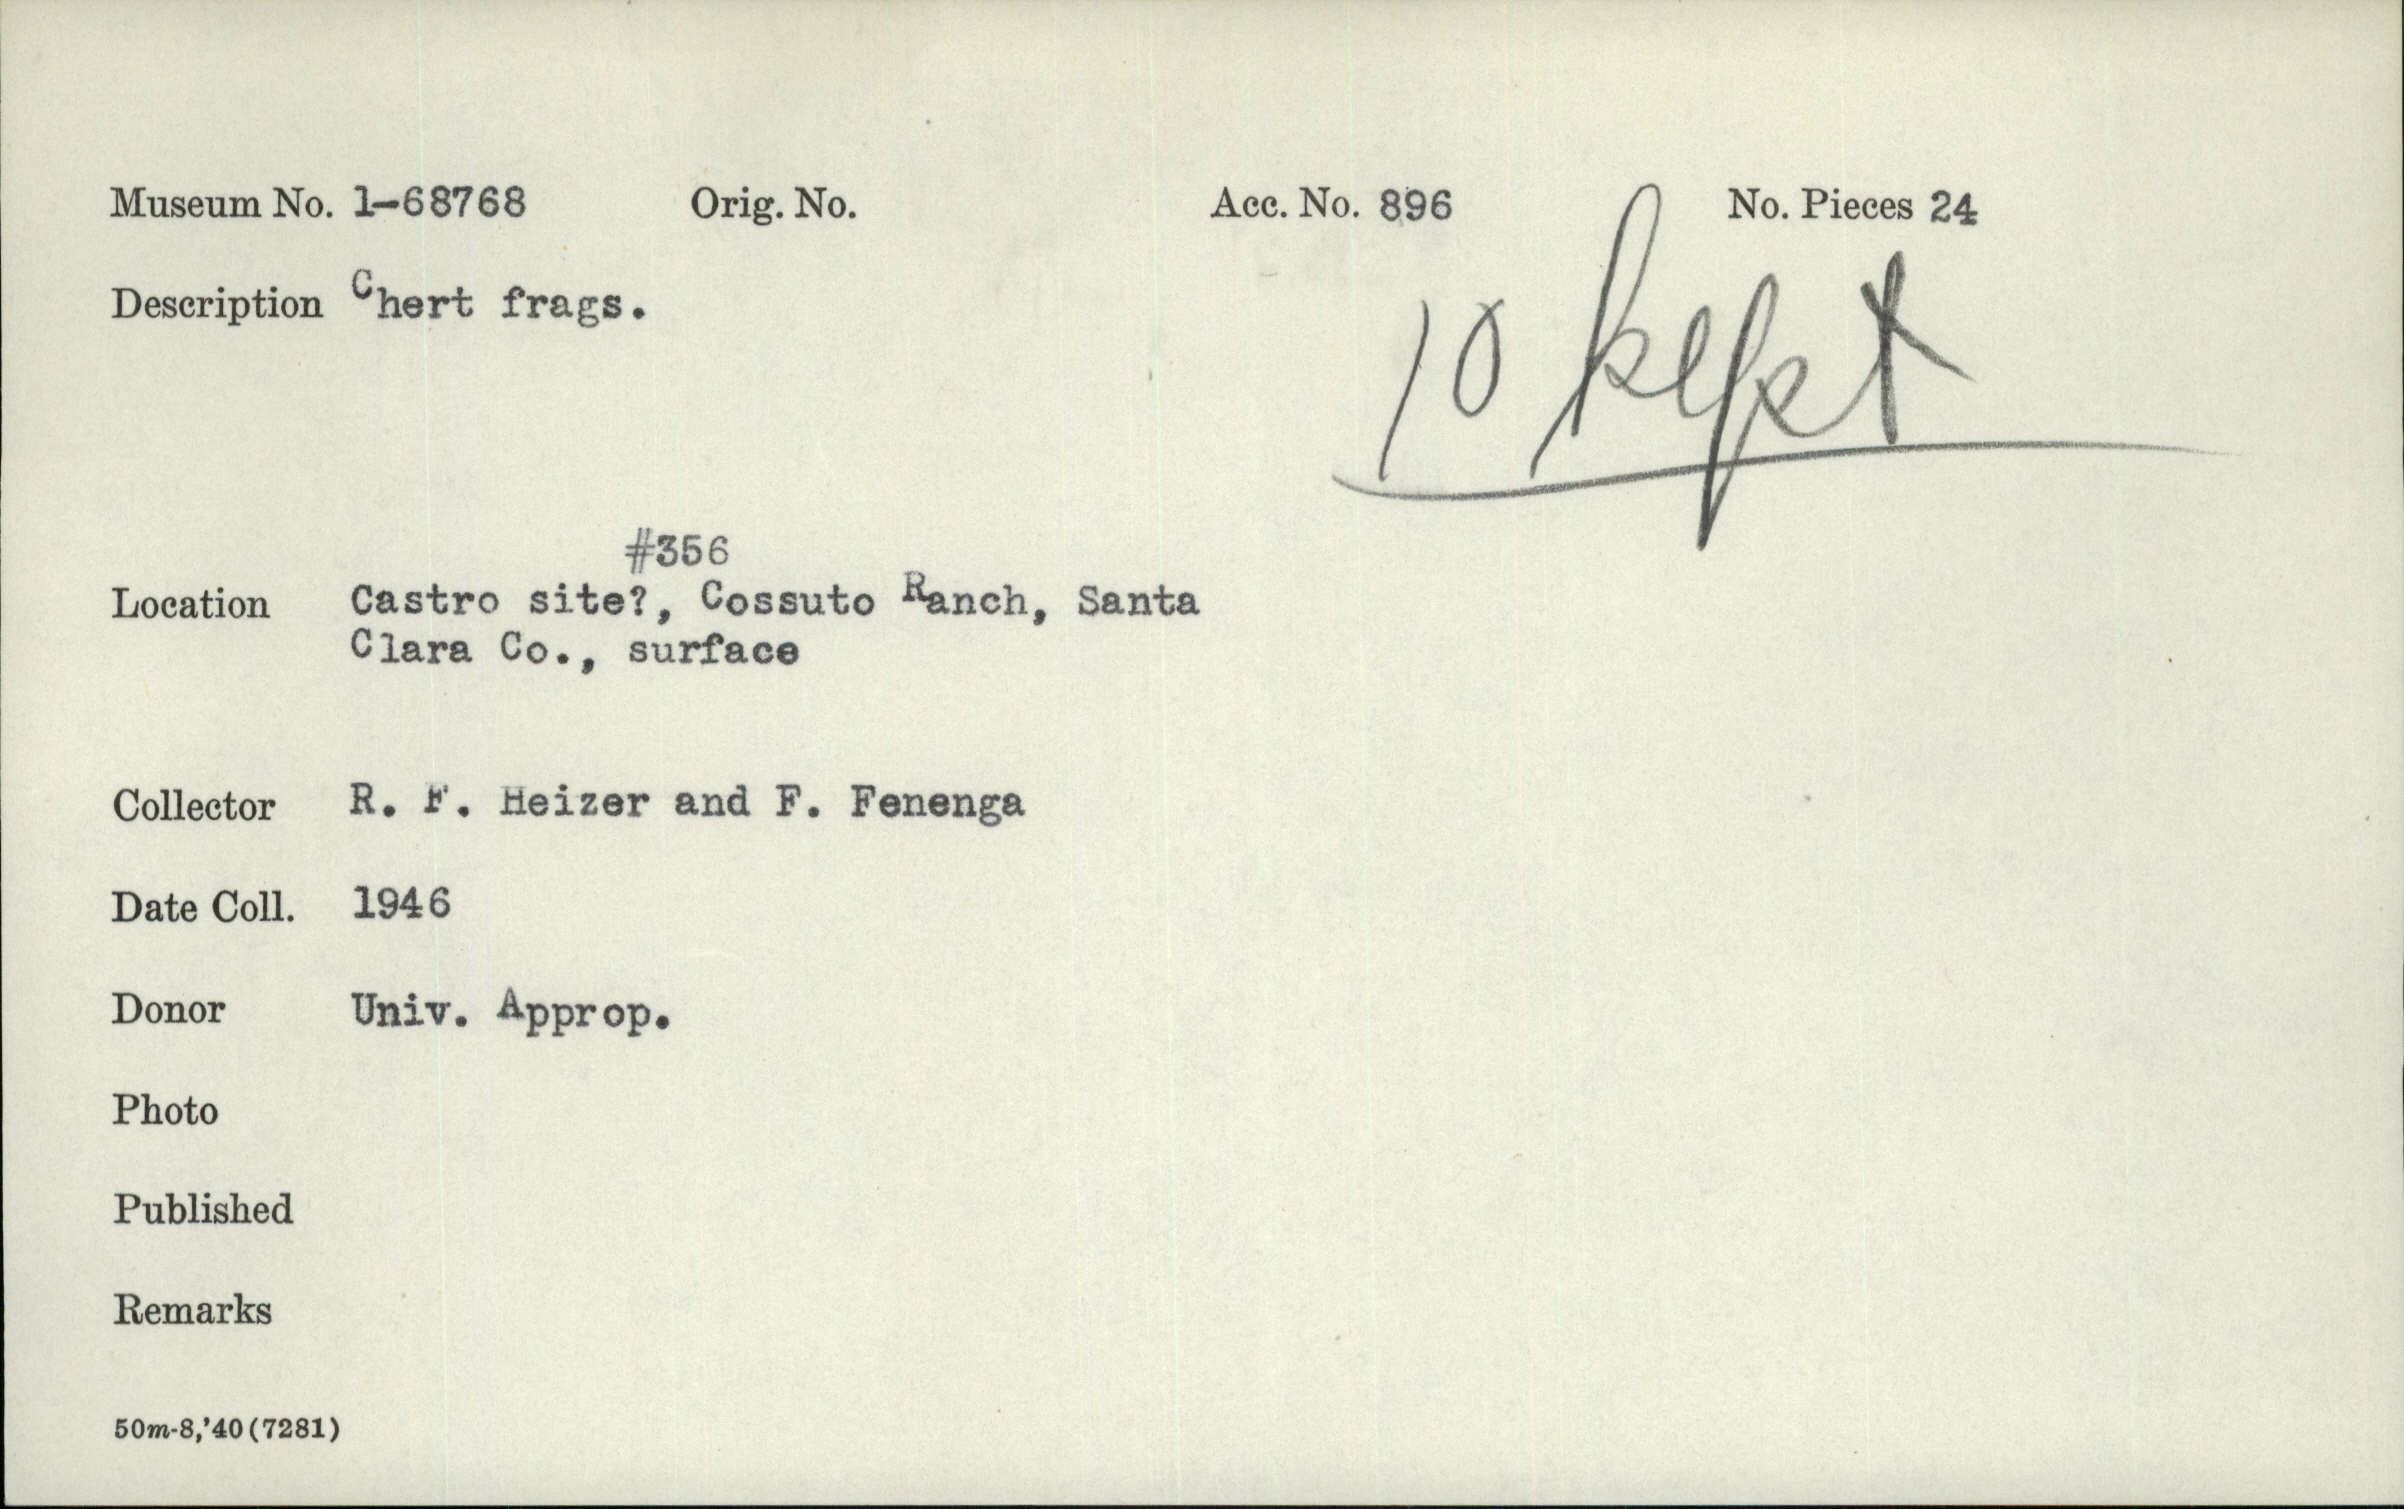 Museum No. 1-68768 Orig. No. Acc. No. 896 No. Pieces 24
Description Chert frags.
10 kept
#356
Location Castro site?, Cossuto Ranch, Santa
Clara Co., surface
Collector R. F. Heizer and F. Fenenga
Date Coll. 1946
Donor Univ. Approp.
Photo
Published
Remarks
50m-8,'40(7281)